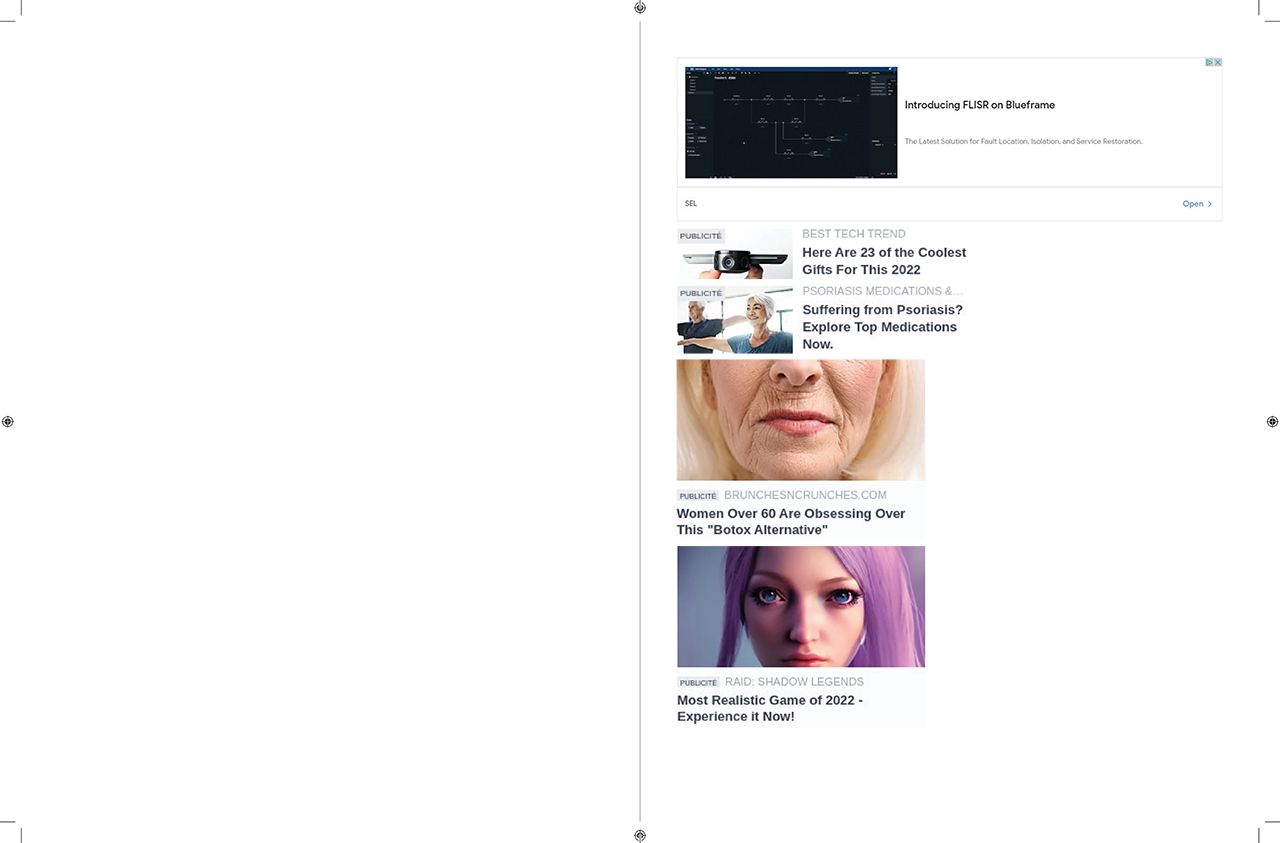 Introducing FLISR on Blueframe
The Latest Solution for Fault Location, Isolation, and Service Restoration.
SEL
Open
PUBLICITÉ
BEST TECH TREND
Here Are 23 of the Coolest
Gifts For This 2022
PUBLICITÉ
PSORIASIS MEDICATIONS &...
Suffering from Psoriasis?
Explore Top Medications
Now.
PUBLICITÉ BRUNCHESNCRUNCHES.COM
Women Over 60 Are Obsessing Over
This "Botox Alternative"
PUBLICITÉ RAID: SHADOW LEGENDS
Most Realistic Game of 2022 -
Experience it Now!